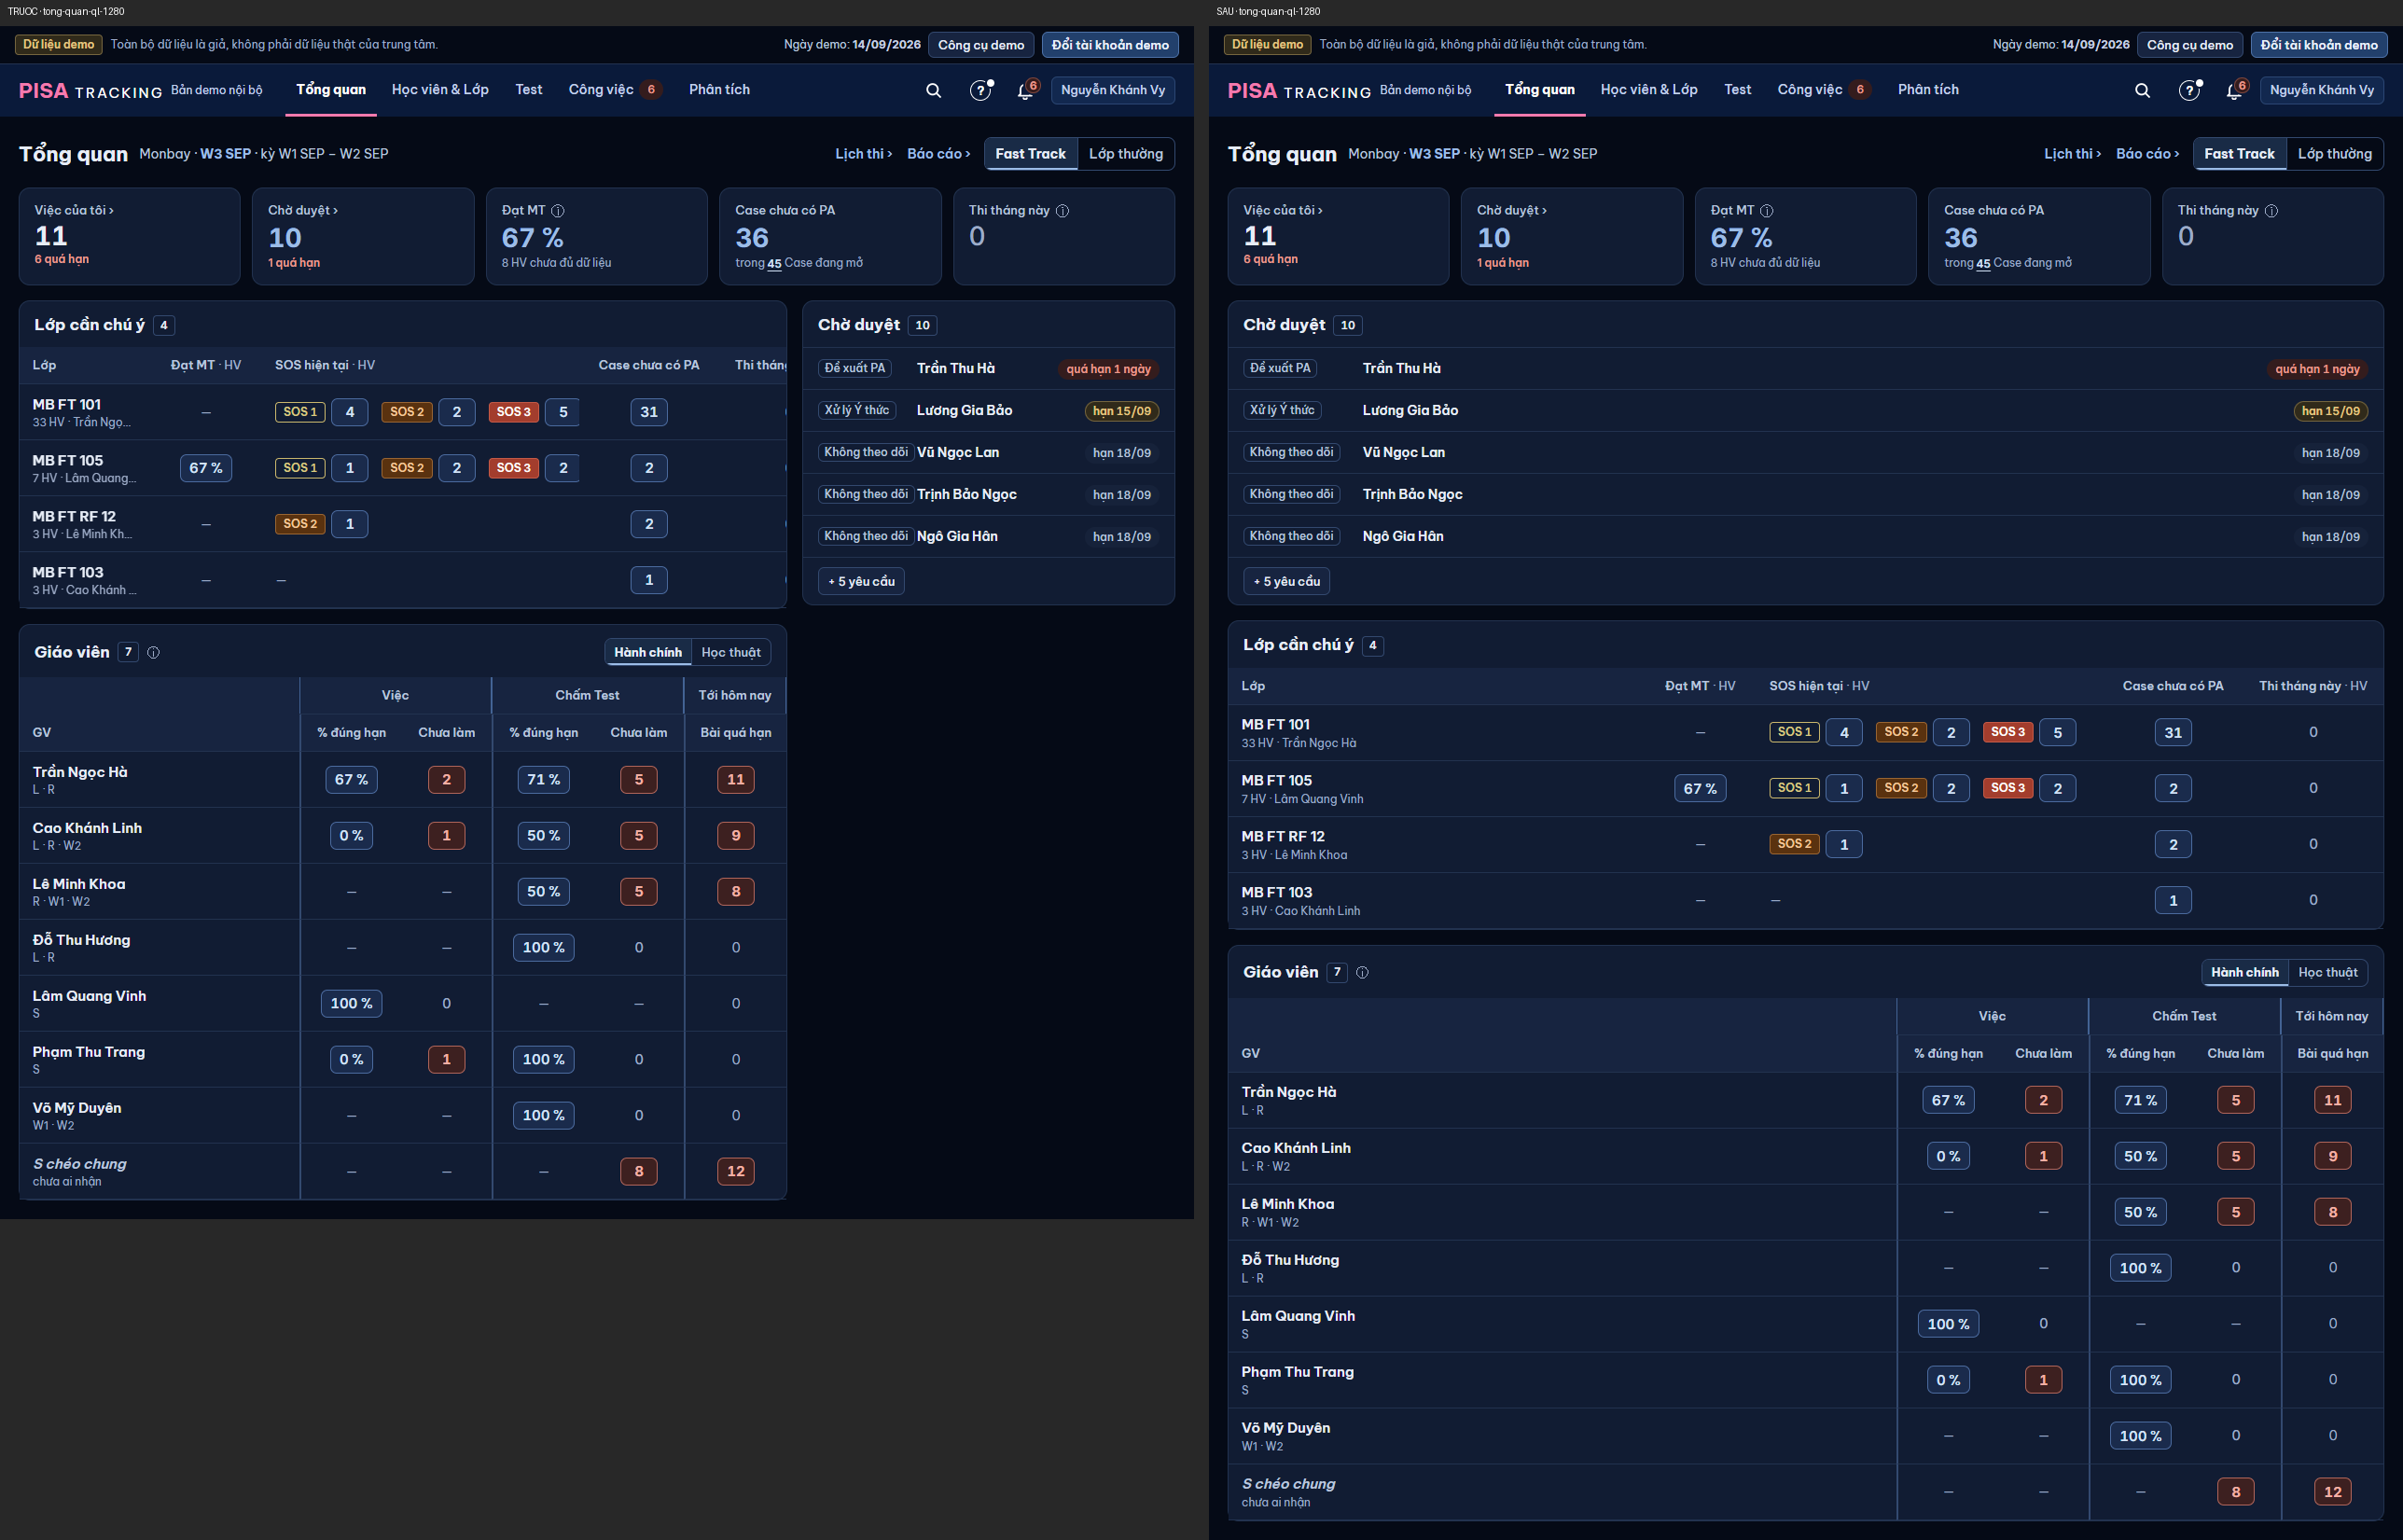 TRUOC · tong-quan-ql-1280
Dữ liệu demo Toàn bộ dữ liệu là giả, không phải dữ liệu thật của trung tâm. Ngày demo: 14/09/2026 Công cụ demo Đổi tài khoản demo
PISA TRACKING Bản demo nội bộ Tổng quan Học viên & Lớp Test Công việc 6 Phân tích ? 6 Nguyễn Khánh Vy
Tổng quan Monbay · W3 SEP · kỳ W1 SEP – W2 SEP Lịch thi › Báo cáo › Fast Track Lớp thường
Việc của tôi › Chờ duyệt › Đạt MT ⓘ Case chưa có PA Thi tháng này ⓘ
11 10 67 % 36 0
6 quá hạn 1 quá hạn 8 HV chưa đủ dữ liệu trong 45 Case đang mở
Lớp cần chú ý 4
Lớp Đạt MT · HV SOS hiện tại · HV Case chưa có PA Thi thán
MB FT 101 — SOS 1 4 SOS 2 2 SOS 3 5 31
33 HV · Trần Ngọ...
MB FT 105 67 % SOS 1 1 SOS 2 2 SOS 3 2 2
7 HV · Lâm Quang...
MB FT RF 12 — SOS 2 1 2
3 HV · Lê Minh Kh...
MB FT 103 — — 1
3 HV · Cao Khánh ...
Chờ duyệt 10
Đề xuất PA Trần Thu Hà quá hạn 1 ngày
Xử lý Ý thức Lương Gia Bảo hạn 15/09
Không theo dõi Vũ Ngọc Lan hạn 18/09
Không theo dõi Trịnh Bảo Ngọc hạn 18/09
Không theo dõi Ngô Gia Hân hạn 18/09
+ 5 yêu cầu
Giáo viên 7 ⓘ Hành chính Học thuật
Việc Chấm Test Tới hôm nay
GV % đúng hạn Chưa làm % đúng hạn Chưa làm Bài quá hạn
Trần Ngọc Hà 67 % 2 71 % 5 11
L · R
Cao Khánh Linh 0 % 1 50 % 5 9
L · R · W2
Lê Minh Khoa — — 50 % 5 8
R · W1 · W2
Đỗ Thu Hương — — 100 % 0 0
L · R
Lâm Quang Vinh 100 % 0 — — 0
S
Phạm Thu Trang 0 % 1 100 % 0 0
S
Võ Mỹ Duyên — — 100 % 0 0
W1 · W2
S chéo chung — — — 8 12
chưa ai nhận
SAU · tong-quan-ql-1280
Dữ liệu demo Toàn bộ dữ liệu là giả, không phải dữ liệu thật của trung tâm. Ngày demo: 14/09/2026 Công cụ demo Đổi tài khoản demo
PISA TRACKING Bản demo nội bộ Tổng quan Học viên & Lớp Test Công việc 6 Phân tích ? 6 Nguyễn Khánh Vy
Tổng quan Monbay · W3 SEP · kỳ W1 SEP – W2 SEP Lịch thi › Báo cáo › Fast Track Lớp thường
Việc của tôi › Chờ duyệt › Đạt MT ⓘ Case chưa có PA Thi tháng này ⓘ
11 10 67 % 36 0
6 quá hạn 1 quá hạn 8 HV chưa đủ dữ liệu trong 45 Case đang mở
Chờ duyệt 10
Đề xuất PA Trần Thu Hà quá hạn 1 ngày
Xử lý Ý thức Lương Gia Bảo hạn 15/09
Không theo dõi Vũ Ngọc Lan hạn 18/09
Không theo dõi Trịnh Bảo Ngọc hạn 18/09
Không theo dõi Ngô Gia Hân hạn 18/09
+ 5 yêu cầu
Lớp cần chú ý 4
Lớp Đạt MT · HV SOS hiện tại · HV Case chưa có PA Thi tháng này · HV
MB FT 101 — SOS 1 4 SOS 2 2 SOS 3 5 31 0
33 HV · Trần Ngọc Hà
MB FT 105 67 % SOS 1 1 SOS 2 2 SOS 3 2 2 0
7 HV · Lâm Quang Vinh
MB FT RF 12 — SOS 2 1 2 0
3 HV · Lê Minh Khoa
MB FT 103 — — 1 0
3 HV · Cao Khánh Linh
Giáo viên 7 ⓘ Hành chính Học thuật
Việc Chấm Test Tới hôm nay
GV % đúng hạn Chưa làm % đúng hạn Chưa làm Bài quá hạn
Trần Ngọc Hà 67 % 2 71 % 5 11
L · R
Cao Khánh Linh 0 % 1 50 % 5 9
L · R · W2
Lê Minh Khoa — — 50 % 5 8
R · W1 · W2
Đỗ Thu Hương — — 100 % 0 0
L · R
Lâm Quang Vinh 100 % 0 — — 0
S
Phạm Thu Trang 0 % 1 100 % 0 0
S
Võ Mỹ Duyên — — 100 % 0 0
W1 · W2
S chéo chung — — — 8 12
chưa ai nhận